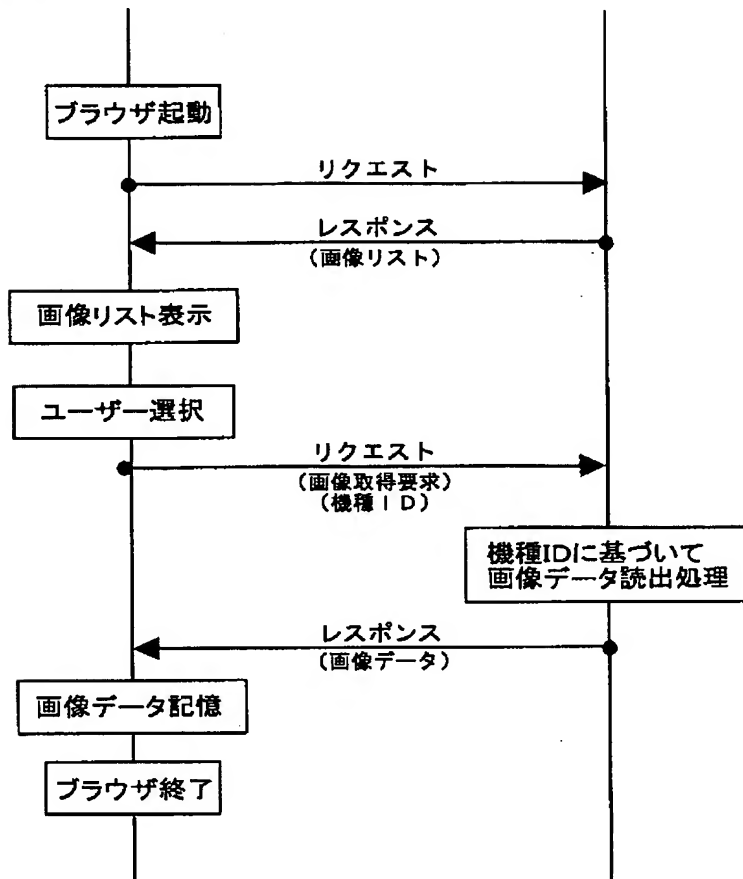 ブラウザ起動
リクエスト
レスポンス
(画像リスト)
画像リスト表示
ユーザー選択
リクエスト
(画像取得要求)
(機種ID)
機種IDに基づいて
画像データ読出処理
レスポンス
(画像データ)
画像データ記憶
ブラウザ終了